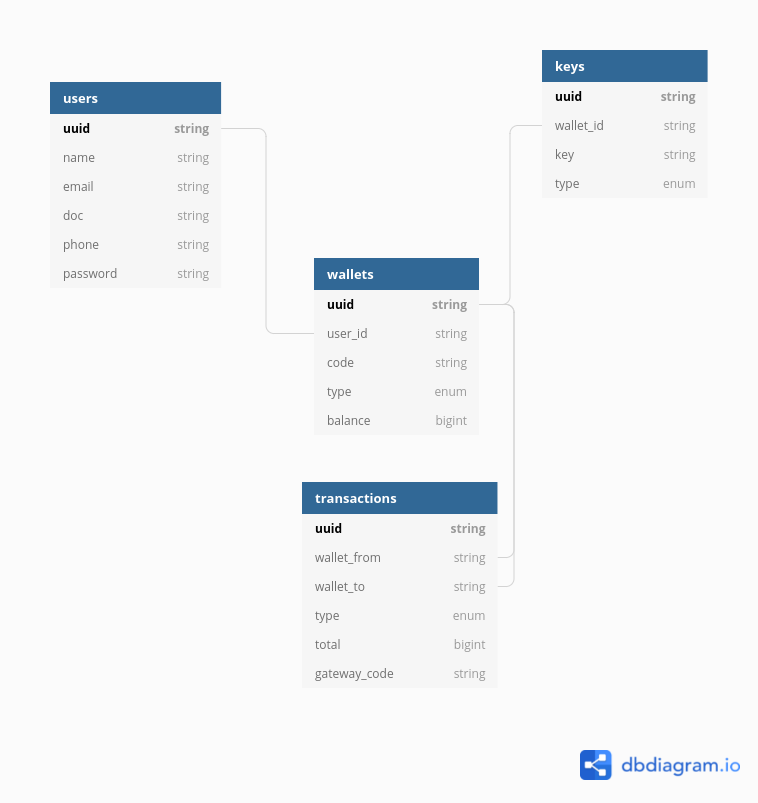 users
uuid string
name string
email string
doc string
phone string
password string
keys
uuid string
wallet_id string
key string
type enum
wallets
uuid string
user_id string
code string
type enum
balance bigint
transactions
uuid string
wallet_from string
wallet_to string
type enum
total bigint
gateway_code string
dbdiagram.io